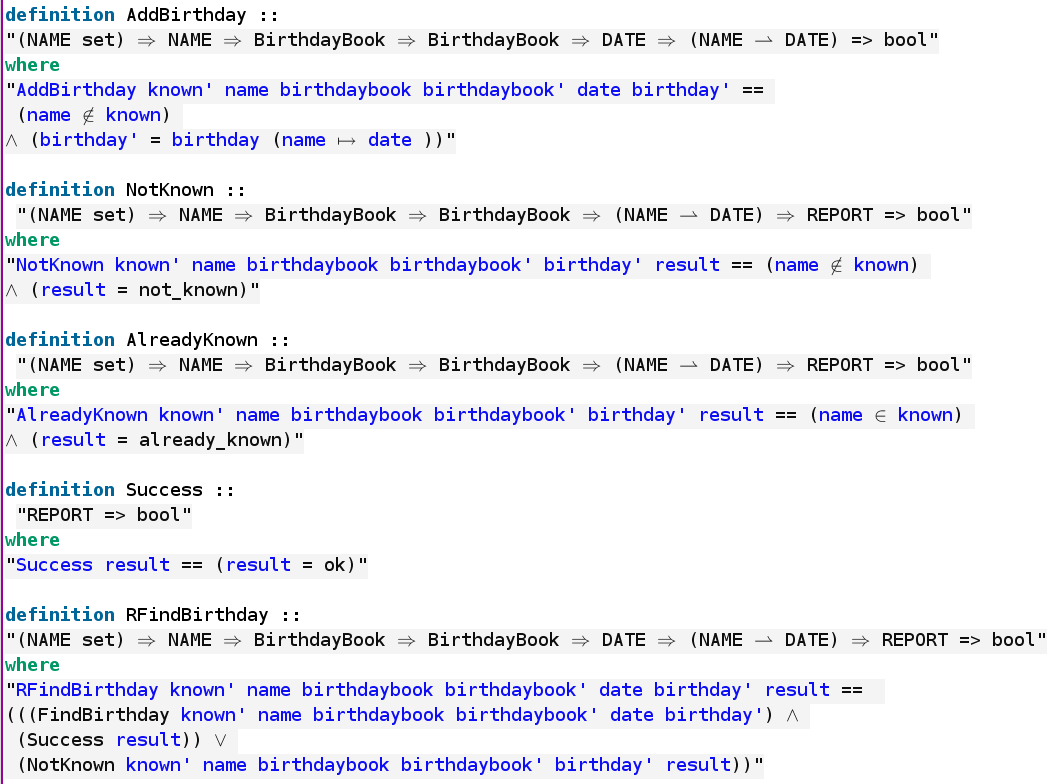 definition AddBirthday ::
"(NAME set) ⇒ NAME ⇒ BirthdayBook ⇒ BirthdayBook ⇒ DATE ⇒ (NAME ⇀ DATE) => bool"
where
"AddBirthday known' name birthdaybook birthdaybook' date birthday' ==
(name ∉ known)
∧ (birthday' = birthday (name ↦ date ))"
definition NotKnown ::
"(NAME set) ⇒ NAME ⇒ BirthdayBook ⇒ BirthdayBook ⇒ (NAME ⇀ DATE) ⇒ REPORT => bool"
where
"NotKnown known' name birthdaybook birthdaybook' birthday' result == (name ∉ known)
∧ (result = not_known)"
definition AlreadyKnown ::
"(NAME set) ⇒ NAME ⇒ BirthdayBook ⇒ BirthdayBook ⇒ (NAME ⇀ DATE) ⇒ REPORT => bool"
where
"AlreadyKnown known' name birthdaybook birthdaybook' birthday' result == (name ∈ known)
∧ (result = already_known)"
definition Success ::
"REPORT => bool"
where
"Success result == (result = ok)"
definition RFindBirthday ::
"(NAME set) ⇒ NAME ⇒ BirthdayBook ⇒ BirthdayBook ⇒ DATE ⇒ (NAME ⇀ DATE) ⇒ REPORT => bool"
where
"RFindBirthday known' name birthdaybook birthdaybook' date birthday' result ==
(((FindBirthday known' name birthdaybook birthdaybook' date birthday') ∧
(Success result)) ∨
(NotKnown known' name birthdaybook birthdaybook' birthday' result))"